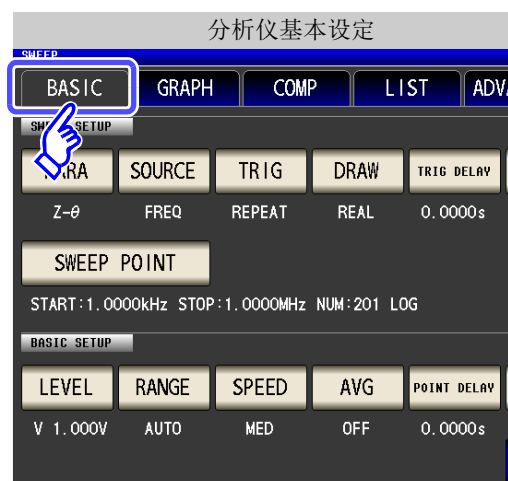 分析仪基本设定
SWEEP
BASIC GRAPH COMP LIST ADV
SETUP
PARA SOURCE TRIG DRAW TRIG DELAY
Z-θ FREQ REPEAT REAL 0.0000s
SWEEP POINT
START:1.0000kHz STOP:1.0000MHz NUM:201 LOG
BASIC SETUP
LEVEL RANGE SPEED AVG POINT DELAY
V 1.000V AUTO MED OFF 0.0000s